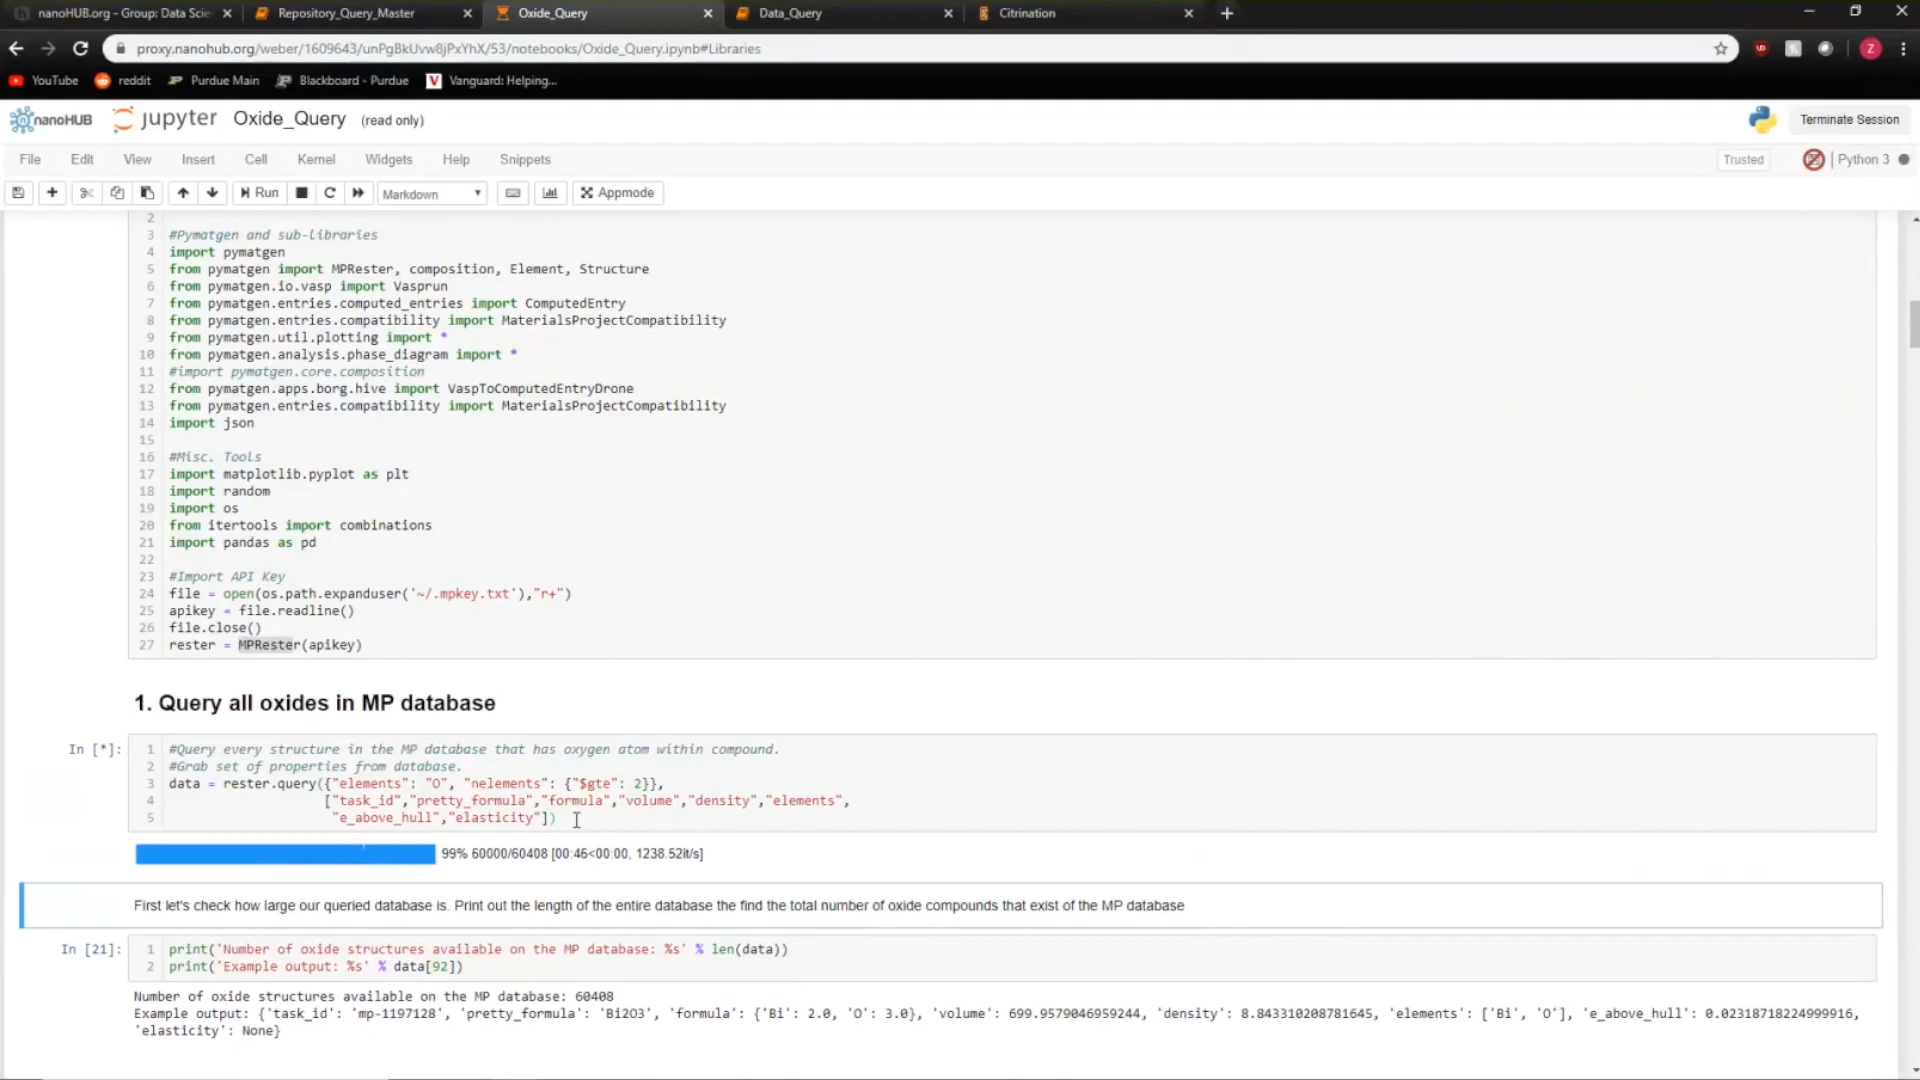 nanoHUB.org - Group: Data Scie
Repository_Query_Master
Oxide_Query
Data_Query
Citrination
proxy.nanohub.org/weber/1609643/unPgBkUvw8jPxYhX/53/notebooks/Oxide_Query.ipynb#Libraries
YouTube
reddit
Purdue Main
Blackboard - Purdue
Vanguard: Helping...
nanoHUB jupyter Oxide_Query (read only)
Terminate Session
File Edit View Insert Cell Kernel Widgets Help Snippets
Trusted
Python 3
Run
Markdown
Appmode
2
3 #Pymatgen and sub-libraries
4 import pymatgen
5 from pymatgen import MPRester, composition, Element, Structure
6 from pymatgen.io.vasp import Vasprun
7 from pymatgen.entries.computed_entries import ComputedEntry
8 from pymatgen.entries.compatibility import MaterialsProjectCompatibility
9 from pymatgen.util.plotting import *
10 from pymatgen.analysis.phase_diagram import *
11 #import pymatgen.core.composition
12 from pymatgen.apps.borg.hive import VaspToComputedEntryDrone
13 from pymatgen.entries.compatibility import MaterialsProjectCompatibility
14 import json
15
16 #Misc. Tools
17 import matplotlib.pyplot as plt
18 import random
19 import os
20 from itertools import combinations
21 import pandas as pd
22
23 #Import API Key
24 file = open(os.path.expanduser('~/.mpkey.txt'),"r+")
25 apikey = file.readline()
26 file.close()
27 rester = MPRester(apikey)
1. Query all oxides in MP database
In [*]:
1 #Query every structure in the MP database that has oxygen atom within compound.
2 #Grab set of properties from database.
3 data = rester.query({"elements": "O", "nelements": {"$gte": 2}},
4 ["task_id","pretty_formula","formula","volume","density","elements",
5 "e_above_hull","elasticity"])
99% 60000/60408 [00:46<00:00, 1238.52it/s]
First let's check how large our queried database is. Print out the length of the entire database the find the total number of oxide compounds that exist of the MP database
In [21]:
1 print('Number of oxide structures available on the MP database: %s' % len(data))
2 print('Example output: %s' % data[92])
Number of oxide structures available on the MP database: 60408
Example output: {'task_id': 'mp-1197128', 'pretty_formula': 'Bi2O3', 'formula': {'Bi': 2.0, 'O': 3.0}, 'volume': 699.9579046959244, 'density': 8.843310208781645, 'elements': ['Bi', 'O'], 'e_above_hull': 0.02318718224999916,
'elasticity': None}